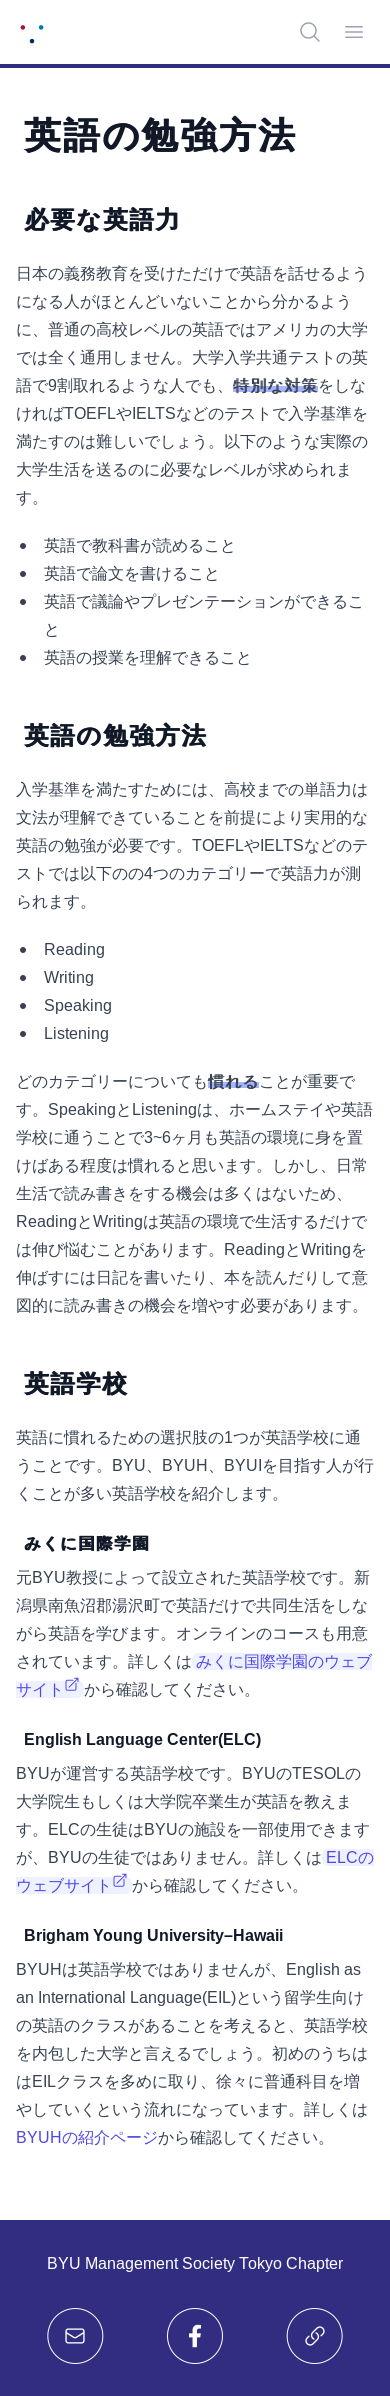 英語の勉強方法
必要な英語力
日本の義務教育を受けただけで英語を話せるよう
になる人がほとんどいないことから分かるよう
に、普通の高校レベルの英語ではアメリカの大学
では全く通用しません。大学入学共通テストの英
語で9割取れるような人でも、特別な対策をしな
ければTOEFLやIELTSなどのテストで入学基準を
満たすのは難しいでしょう。以下のような実際の
大学生活を送るのに必要なレベルが求められま
す。
• 英語で教科書が読めること
• 英語で論文を書けること
• 英語で議論やプレゼンテーションができるこ
と
• 英語の授業を理解できること
英語の勉強方法
入学基準を満たすためには、高校までの単語力は
文法が理解できていることを前提により実用的な
英語の勉強が必要です。TOEFLやIELTSなどのテ
ストでは以下のの4つのカテゴリーで英語力が測
られます。
• Reading
• Writing
• Speaking
• Listening
どのカテゴリーについても慣れることが重要で
す。SpeakingとListeningは、ホームステイや英語
学校に通うことで3~6ヶ月も英語の環境に身を置
けばある程度は慣れると思います。しかし、日常
生活で読み書きをする機会は多くはないため、
ReadingとWritingは英語の環境で生活するだけで
は伸び悩むことがあります。ReadingとWritingを
伸ばすには日記を書いたり、本を読んだりして意
図的に読み書きの機会を増やす必要があります。
英語学校
英語に慣れるための選択肢の1つが英語学校に通
うことです。BYU、BYUH、BYUIを目指す人が行
くことが多い英語学校を紹介します。
みくに国際学園
元BYU教授によって設立された英語学校です。新
潟県南魚沼郡湯沢町で英語だけで共同生活をしな
がら英語を学びます。オンラインのコースも用意
されています。詳しくはみくに国際学園のウェブ
サイトから確認してください。
English Language Center(ELC)
BYUが運営する英語学校です。BYUのTESOLの
大学院生もしくは大学院卒業生が英語を教えま
す。ELCの生徒はBYUの施設を一部使用できます
が、BYUの生徒ではありません。詳しくはELCの
ウェブサイトから確認してください。
Brigham Young University–Hawaii
BYUHは英語学校ではありませんが、English as
an International Language(EIL)という留学生向け
の英語のクラスがあることを考えると、英語学校
を内包した大学と言えるでしょう。初めのうちは
はEILクラスを多めに取り、徐々に普通科目を増
やしていくという流れになっています。詳しくは
BYUHの紹介ページから確認してください。
BYU Management Society Tokyo Chapter